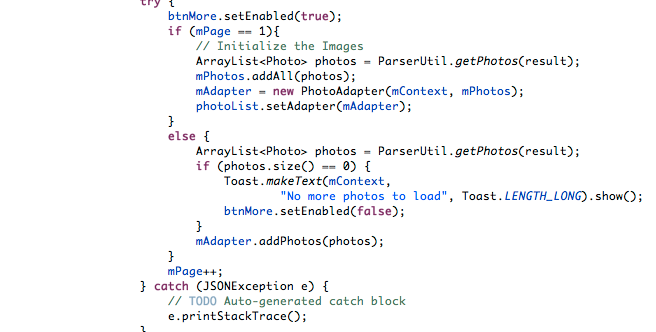 try {
btnMore.setEnabled(true);
if (mPage == 1){
// Initialize the Images
ArrayList<Photo> photos = ParserUtil.getPhotos(result);
mPhotos.addAll(photos);
mAdapter = new PhotoAdapter(mContext, mPhotos);
photoList.setAdapter(mAdapter);
}
else {
ArrayList<Photo> photos = ParserUtil.getPhotos(result);
if (photos.size() == 0) {
Toast.makeText(mContext,
"No more photos to load", Toast.LENGTH_LONG).show();
btnMore.setEnabled(false);
}
mAdapter.addPhotos(photos);
}
mPage++;
} catch (JSONException e) {
// TODO Auto-generated catch block
e.printStackTrace();
}